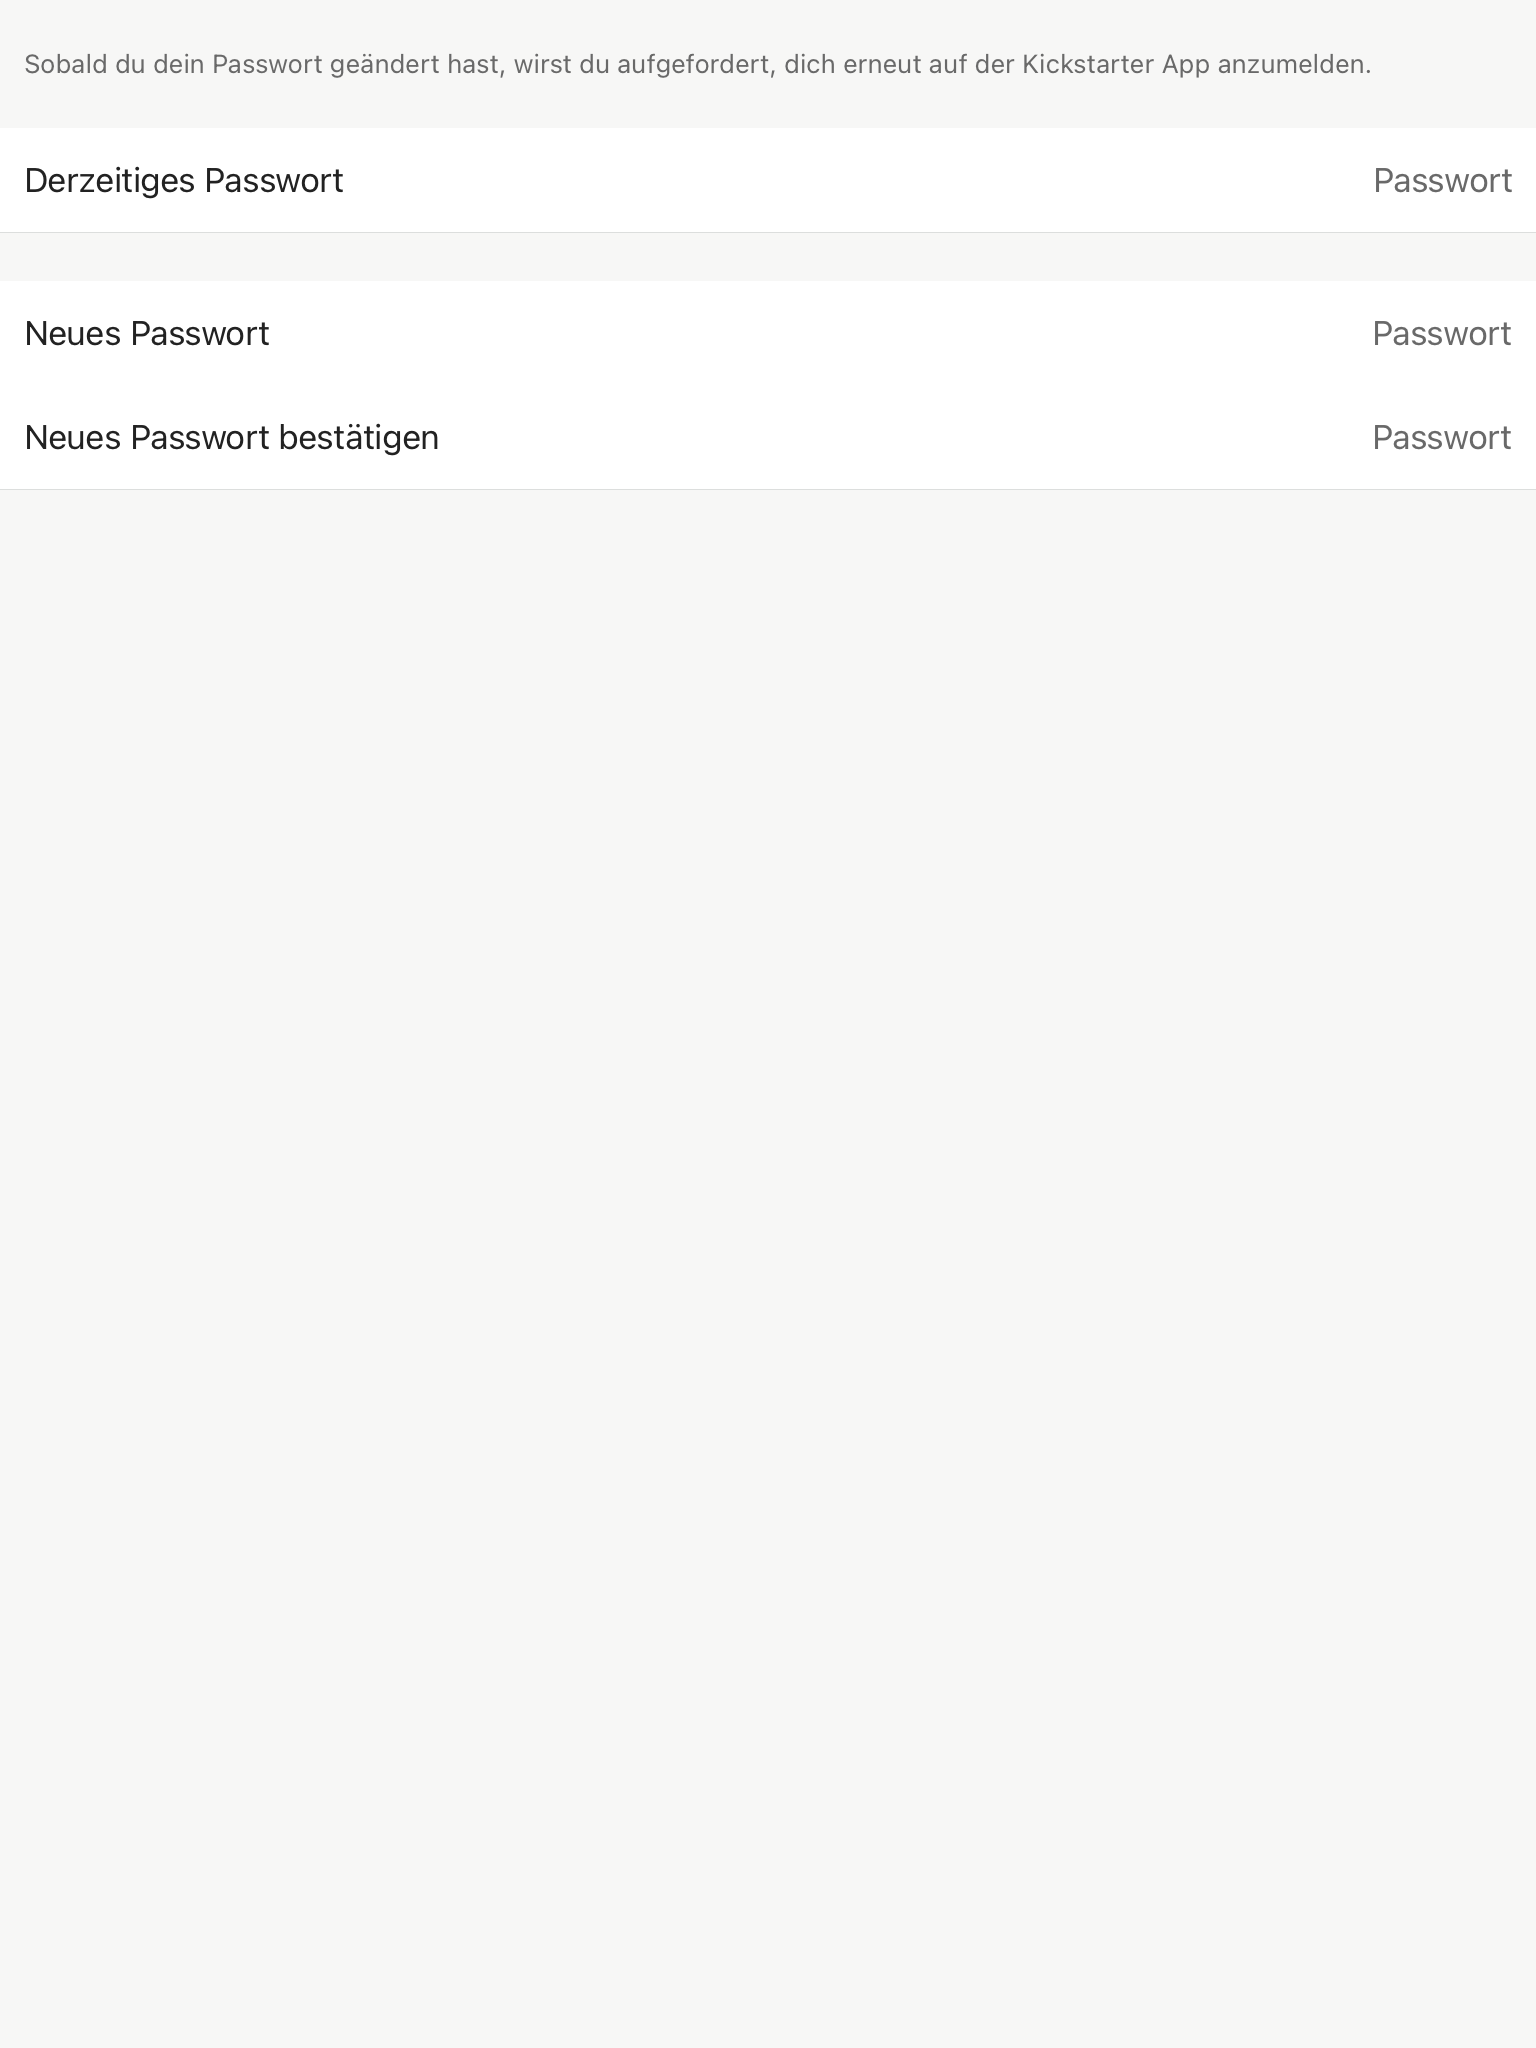 Sobald du dein Passwort geändert hast, wirst du aufgefordert, dich erneut auf der Kickstarter App anzumelden.
Derzeitiges Passwort Passwort
Neues Passwort Passwort
Neues Passwort bestätigen Passwort